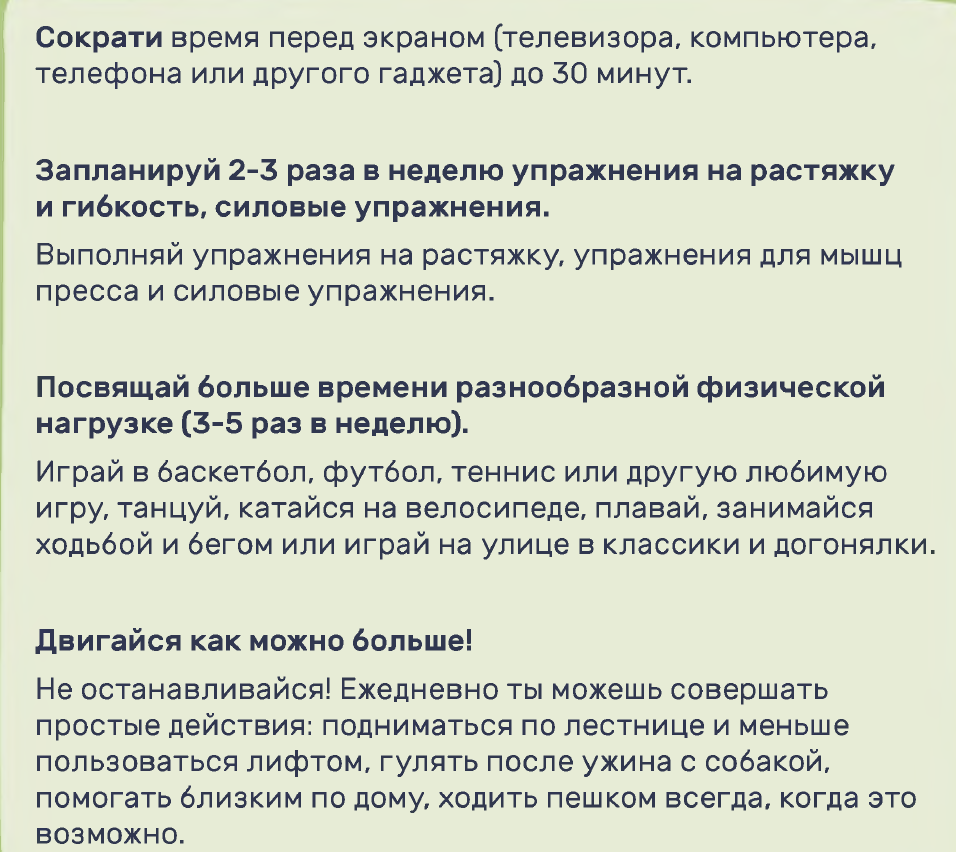 Сократи время перед экраном (телевизора, компьютера,
телефона или другого гаджета) до 30 минут.
Запланируй 2-3 раза в неделю упражнения на растяжку
и гибкость, силовые упражнения.
Выполняй упражнения на растяжку, упражнения для мышц
пресса и силовые упражнения.
Посвящай больше времени разнообразной физической
нагрузке (3-5 раз в неделю).
Играй в баскетбол, футбол, теннис или другую любимую
игру, танцуй, катайся на велосипеде, плавай, занимайся
ходьбой и бегом или играй на улице в классики и догонялки.
Двигайся как можно больше!
Не останавливайся! Ежедневно ты можешь совершать
простые действия: подниматься по лестнице и меньше
пользоваться лифтом, гулять после ужина с собакой,
помогать близким по дому, ходить пешком всегда, когда это
возможно.